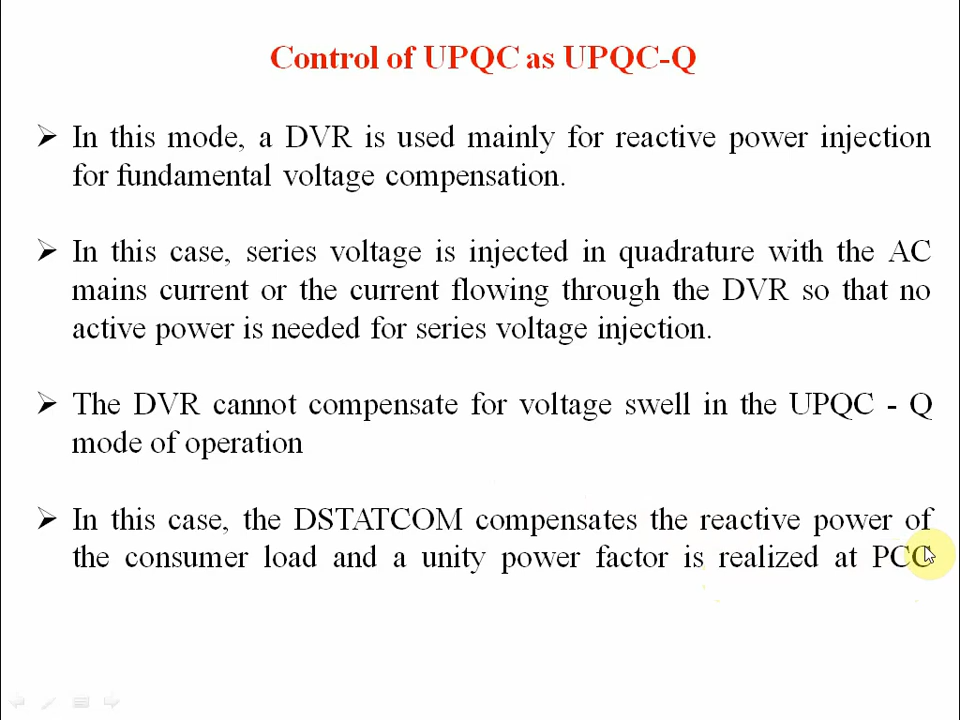 Control of UPQC as UPQC-Q
➢ In this mode, a DVR is used mainly for reactive power injection
for fundamental voltage compensation.
➢ In this case, series voltage is injected in quadrature with the AC
mains current or the current flowing through the DVR so that no
active power is needed for series voltage injection.
➢ The DVR cannot compensate for voltage swell in the UPQC - Q
mode of operation
➢ In this case, the DSTATCOM compensates the reactive power of
the consumer load and a unity power factor is realized at PCC